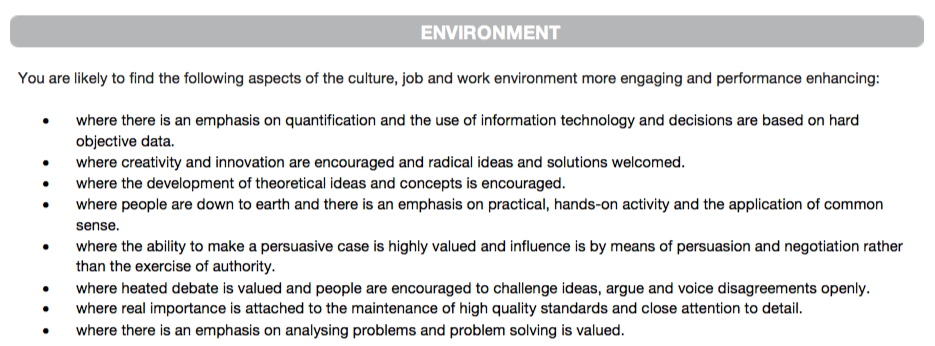 ENVIRONMENT
You are likely to find the following aspects of the culture, job and work environment more engaging and performance enhancing:
• where there is an emphasis on quantification and the use of information technology and decisions are based on hard
objective data.
• where creativity and innovation are encouraged and radical ideas and solutions welcomed.
• where the development of theoretical ideas and concepts is encouraged.
• where people are down to earth and there is an emphasis on practical, hands-on activity and the application of common
sense.
• where the ability to make a persuasive case is highly valued and influence is by means of persuasion and negotiation rather
than the exercise of authority.
• where heated debate is valued and people are encouraged to challenge ideas, argue and voice disagreements openly.
• where real importance is attached to the maintenance of high quality standards and close attention to detail.
• where there is an emphasis on analysing problems and problem solving is valued.